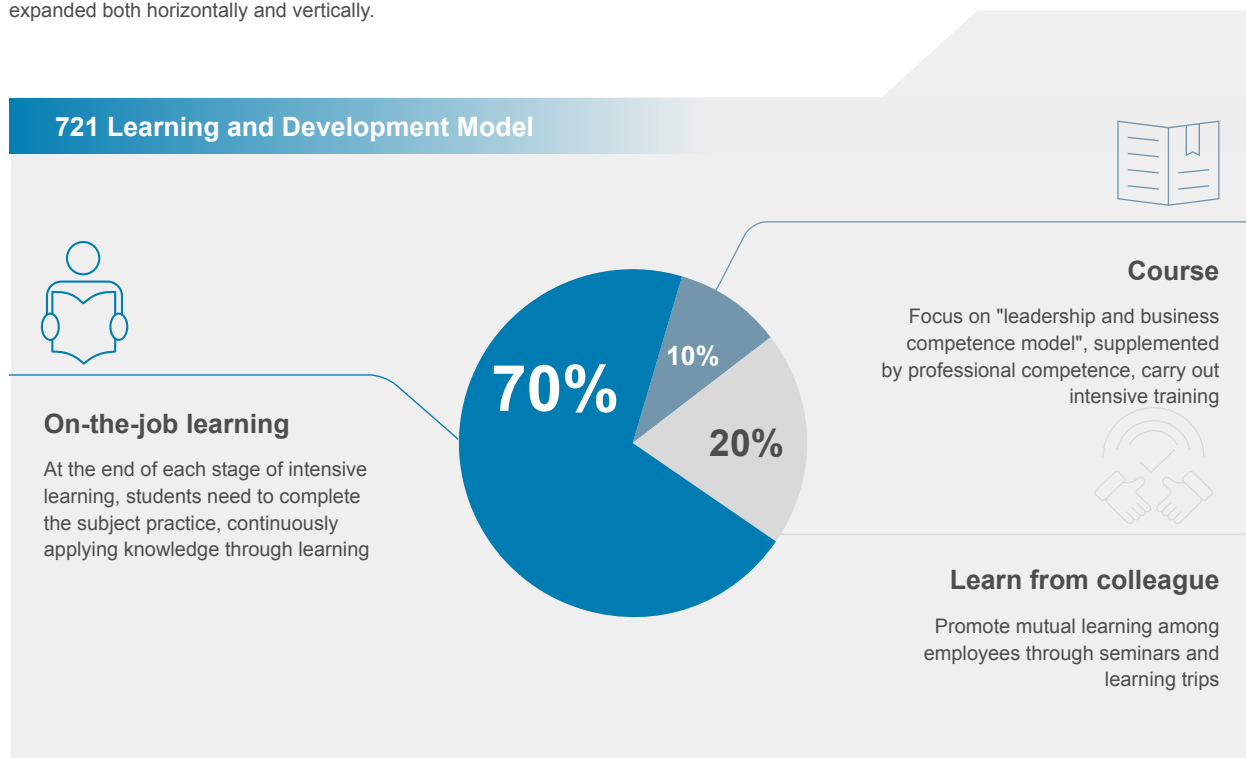 expanded both horizontally and vertically.
721 Learning and Development Model
70%
10%
20%
On-the-job learning
At the end of each stage of intensive
learning, students need to complete
the subject practice, continuously
applying knowledge through learning
Course
Focus on "leadership and business
competence model", supplemented
by professional competence, carry out
intensive training
Learn from colleague
Promote mutual learning among
employees through seminars and
learning trips